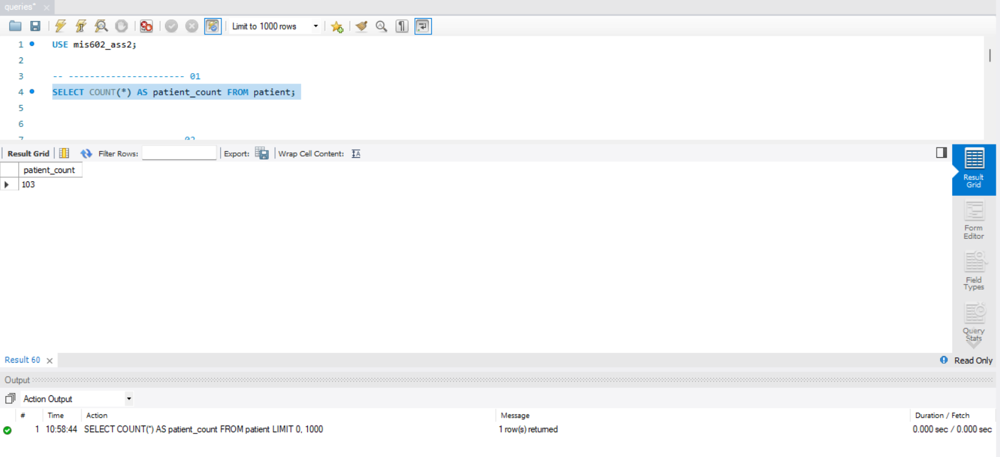 queries*
Limit to 1000 rows
1 USE mis602_ass2;
2
3 -- ---------------------- 01
4 SELECT COUNT(*) AS patient_count FROM patient;
5
6
7 02
Result Grid Filter Rows: Export: Wrap Cell Content:
patient_count
103
Result
Grid
Form
Editor
Field
Types
Query
Stats
Result 60 Read Only
Output
Action Output
# Time Action Message Duration / Fetch
1 10:58:44 SELECT COUNT(*) AS patient_count FROM patient LIMIT 0, 1000 1 row(s) returned 0.000 sec / 0.000 sec